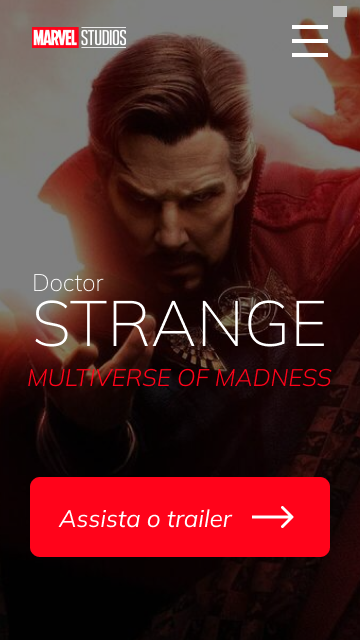 MARVEL STUDIOS
Doctor
STRANGE
MULTIVERSE OF MADNESS
Assista o trailer